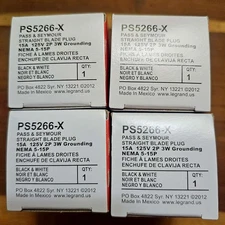 PS5266-X
PASS & SEYMOUR
STRAIGHT BLADE PLUG
15A 125V 2P 3W Grounding
NEMA 5-15P
FICHE À LAMES DROITES
ENCHUFE DE CLAVIJA RECTA
BLACK & WHITE
NOIR ET BLANC
NEGRO Y BLANCO
QTY:
1
PO Box 4822 Syr. NY 13221 ©2012
Made in Mexico www.legrand.us
PS5266-X
PASS & SEYMOUR
STRAIGHT BLADE PLUG
15A 125V 2P 3W Grounding
NEMA 5-15P
FICHE À LAMES DROITES
ENCHUFE DE CLAVIJA RECTA
BLACK & WHITE
NOIR ET BLANC
NEGRO Y BLANCO
QTY:
1
PO Box 4822 Syr. NY 13221 ©2012
Made in Mexico www.legrand.us
PS5266-X
PASS & SEYMOUR
STRAIGHT BLADE PLUG
15A 125V 2P 3W Grounding
NEMA 5-15P
FICHE À LAMES DROITES
ENCHUFE DE CLAVIJA RECTA
BLACK & WHITE
NOIR ET BLANC
NEGRO Y BLANCO
QTY:
1
PO Box 4822 Syr. NY 13221 ©2012
Made in Mexico www.legrand.us
PS5266-X
PASS & SEYMOUR
STRAIGHT BLADE PLUG
15A 125V 2P 3W Grounding
NEMA 5-15P
FICHE À LAMES DROITES
ENCHUFE DE CLAVIJA RECTA
BLACK & WHITE
NOIR ET BLANC
NEGRO Y BLANCO
QTY:
1
PO Box 4822 Syr. NY 13221 ©2012
Made in Mexico www.legrand.us